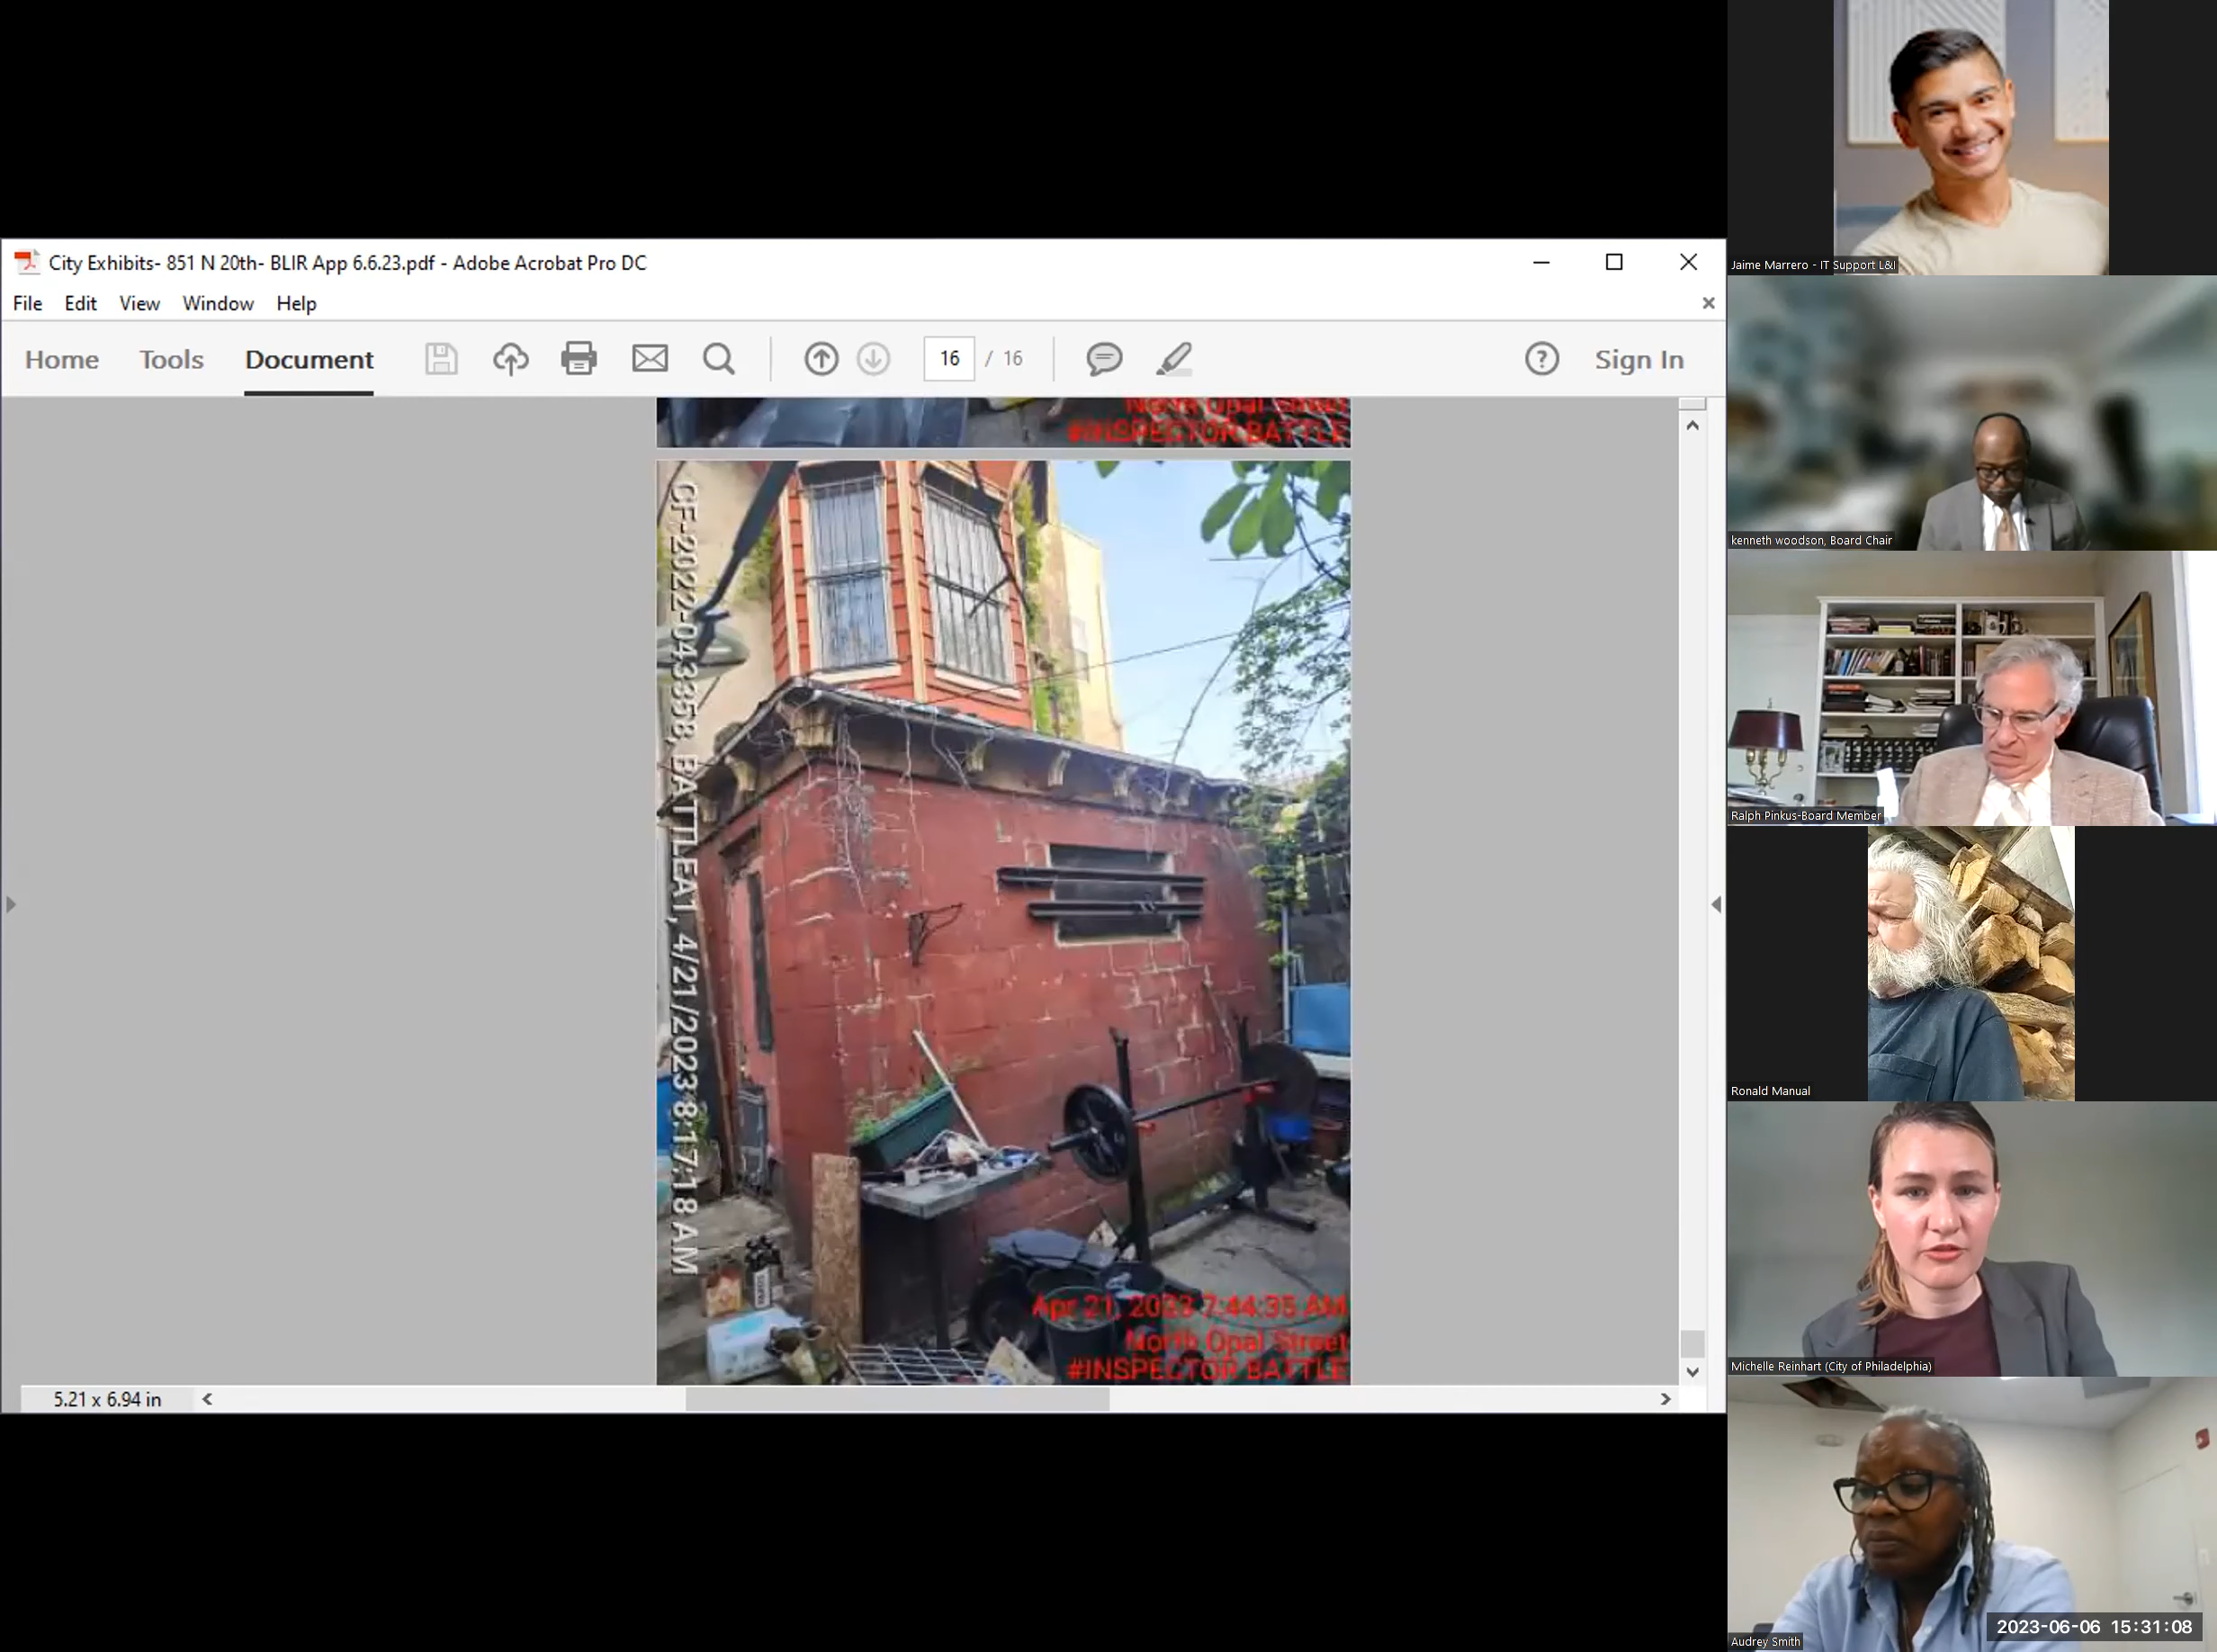 City Exhibits- 851 N 20th- BLIR App 6.6.23.pdf - Adobe Acrobat Pro DC
File Edit View Window Help
Home Tools Document 16 / 16 Sign In
North Opal Street
#INSPECTOR BATTLE
CF-2022-043358, BATTLEA1, 4/21/2023 8:17:18 AM
Apr 21, 2023 7:44:35 AM
North Opal Street
#INSPECTOR BATTLE
5.21 x 6.94 in
Jaime Marrero - IT Support L&I
kenneth woodson, Board Chair
Ralph Pinkus-Board Member
Ronald Manual
Michelle Reinhart (City of Philadelphia)
Audrey Smith
2023-06-06 15:31:08